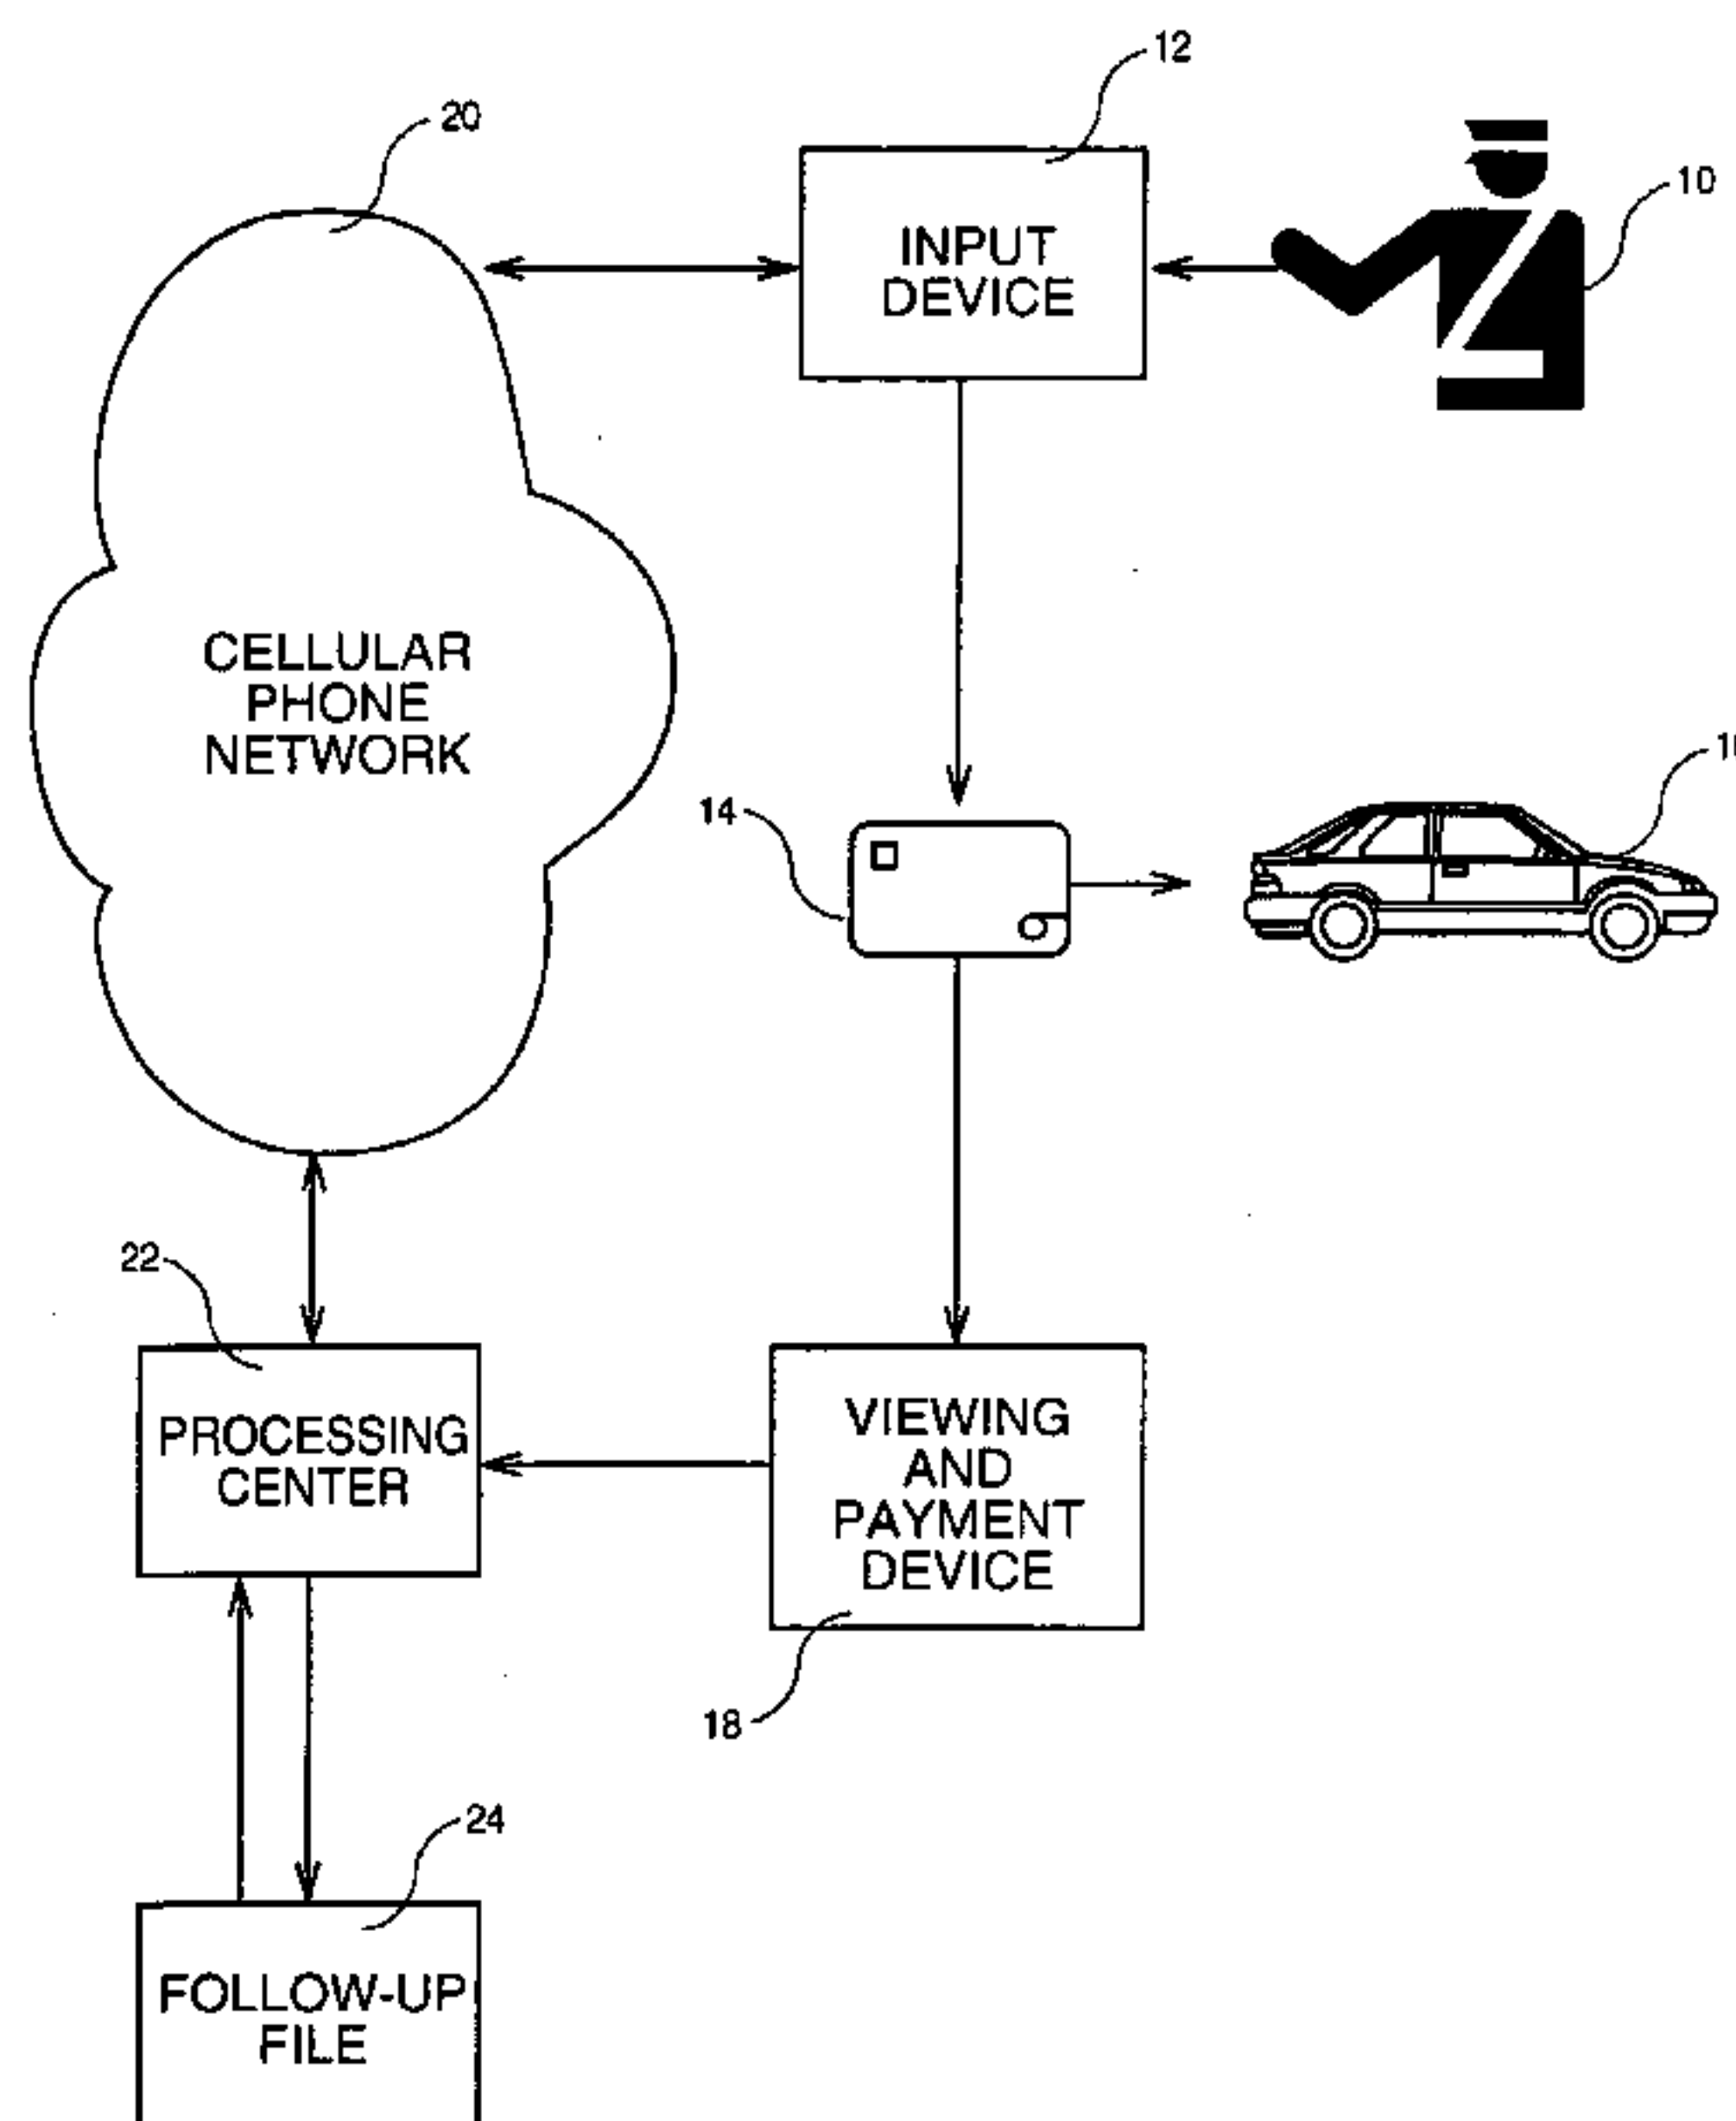 12
20
10
INPUT
DEVICE
CELLULAR
PHONE
NETWORK
14
22
PROCESSING
CENTER
VIEWING
AND
PAYMENT
DEVICE
18
24
FOLLOW-UP
FILE